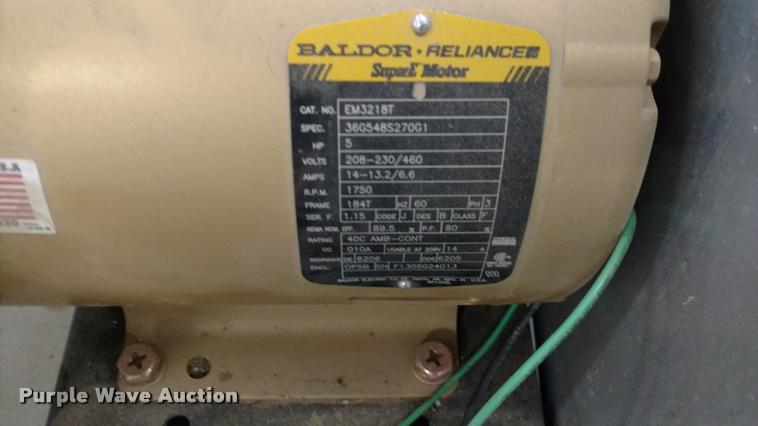 BALDOR • RELIANCE
Super-E Motor
CAT. NO. EM3218T
SPEC. 36G548S270G1
HP 5
VOLTS 208-230/460
AMPS 14-13.2/6.6
R.P.M. 1750
FRAME 184T HZ 60 PH 3
SER. F. 1.15 CODE J DES B CLASS F
NEMA NOM. EFF. 89.5 % P.F. 80 %
RATING 40C AMB-CONT
CC 010A USABLE AT 208V 14 A
BEARINGS DE 6206 ODE 6205
ENCL. OPSB SN F1305024013
.A
Purple Wave Auction